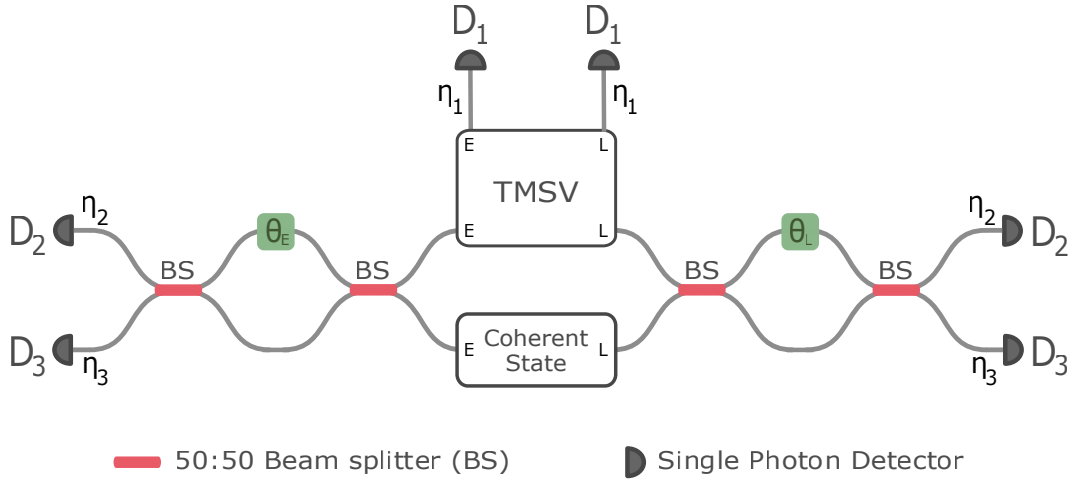 D1 D1
η1 η1
E L
TMSV
E L
η2 θE θL η2
D2 D2
BS BS BS BS
Coherent
State
E L
D3 D3
η3 η3
50:50 Beam splitter (BS) Single Photon Detector